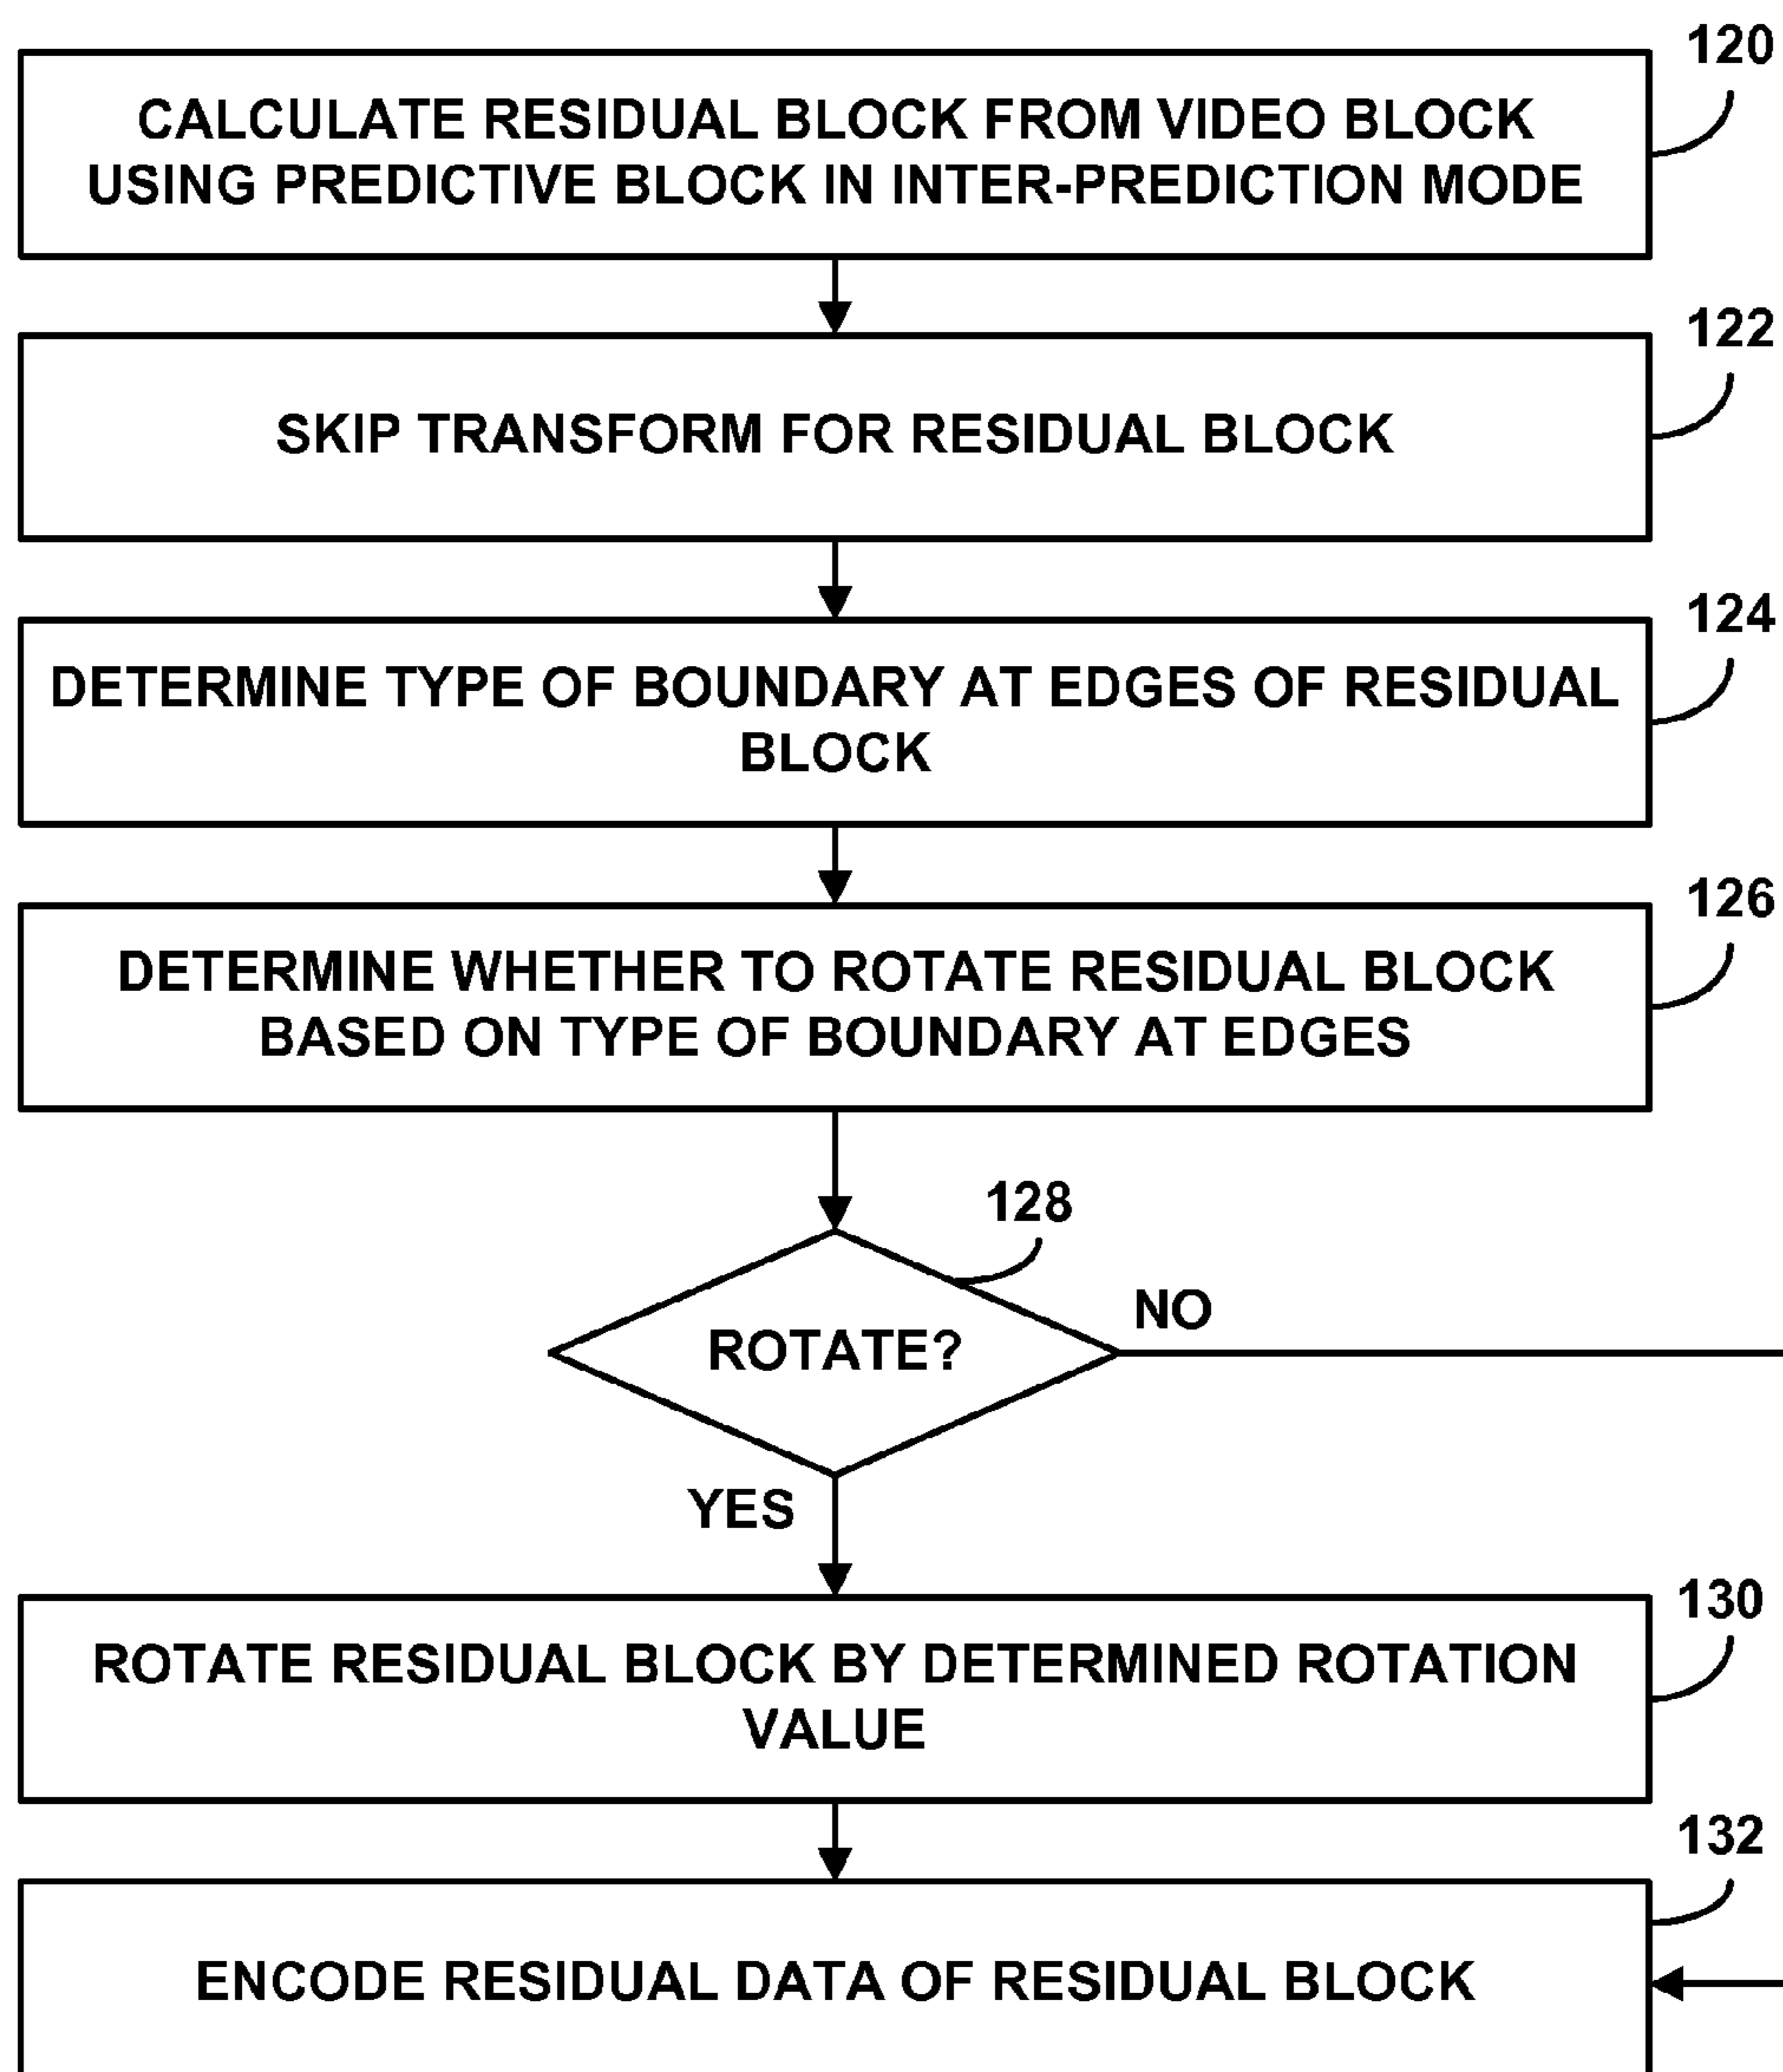 120
CALCULATE RESIDUAL BLOCK FROM VIDEO BLOCK
USING PREDICTIVE BLOCK IN INTER-PREDICTION MODE
122
SKIP TRANSFORM FOR RESIDUAL BLOCK
124
DETERMINE TYPE OF BOUNDARY AT EDGES OF RESIDUAL
BLOCK
126
DETERMINE WHETHER TO ROTATE RESIDUAL BLOCK
BASED ON TYPE OF BOUNDARY AT EDGES
128
NO
ROTATE?
YES
130
ROTATE RESIDUAL BLOCK BY DETERMINED ROTATION
VALUE
132
ENCODE RESIDUAL DATA OF RESIDUAL BLOCK